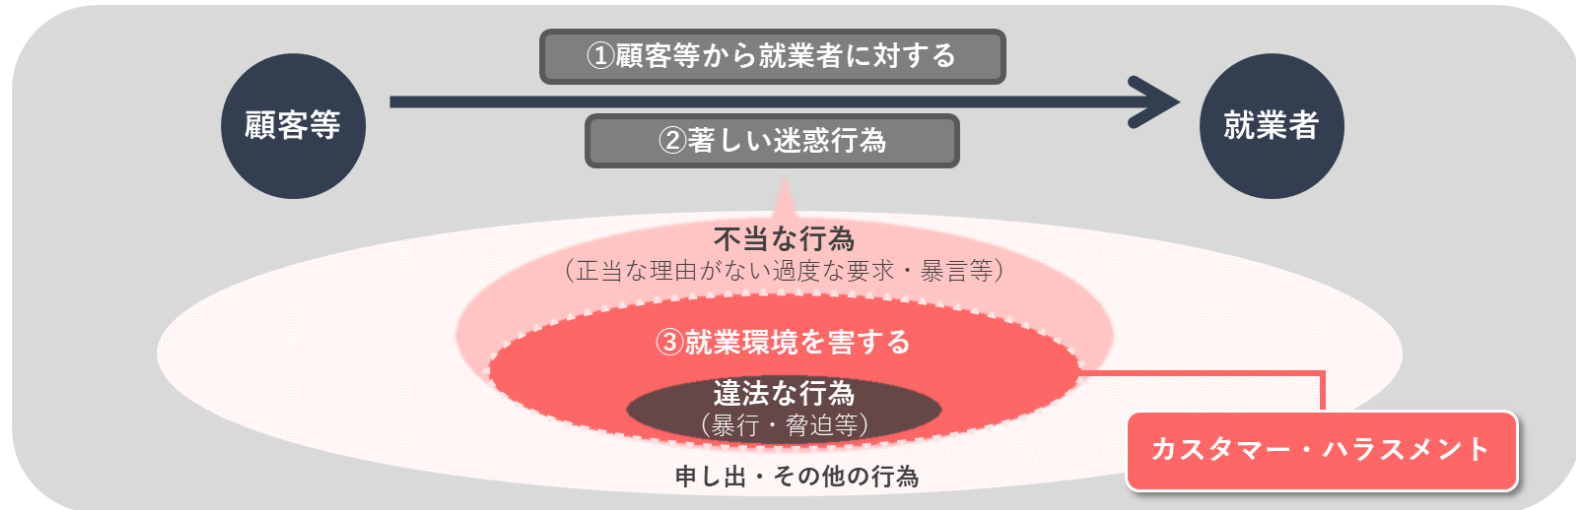 ①顧客等から就業者に対する
顧客等
就業者
②著しい迷惑行為
不当な行為
（正当な理由がない過度な要求・暴言等）
③就業環境を害する
違法な行為
（暴行・脅迫等）
カスタマー・ハラスメント
申し出・その他の行為